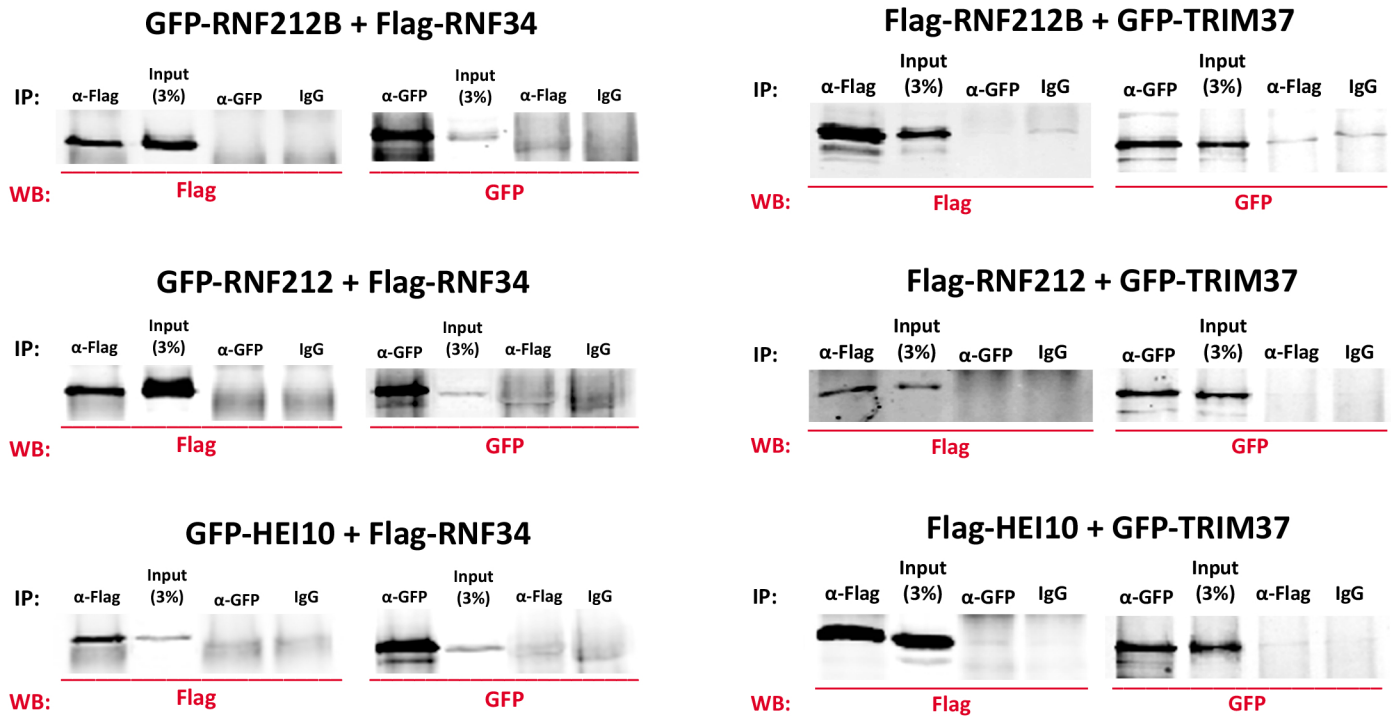 GFP-RNF212B + Flag-RNF34
IP: α-Flag Input (3%) α-GFP IgG α-GFP Input (3%) α-Flag IgG
WB: Flag GFP
Flag-RNF212B + GFP-TRIM37
IP: α-Flag Input (3%) α-GFP IgG α-GFP Input (3%) α-Flag IgG
WB: Flag GFP
GFP-RNF212 + Flag-RNF34
IP: α-Flag Input (3%) α-GFP IgG α-GFP Input (3%) α-Flag IgG
WB: Flag GFP
Flag-RNF212 + GFP-TRIM37
IP: α-Flag Input (3%) α-GFP IgG α-GFP Input (3%) α-Flag IgG
WB: Flag GFP
GFP-HEI10 + Flag-RNF34
IP: α-Flag Input (3%) α-GFP IgG α-GFP Input (3%) α-Flag IgG
WB: Flag GFP
Flag-HEI10 + GFP-TRIM37
IP: α-Flag Input (3%) α-GFP IgG α-GFP Input (3%) α-Flag IgG
WB: Flag GFP